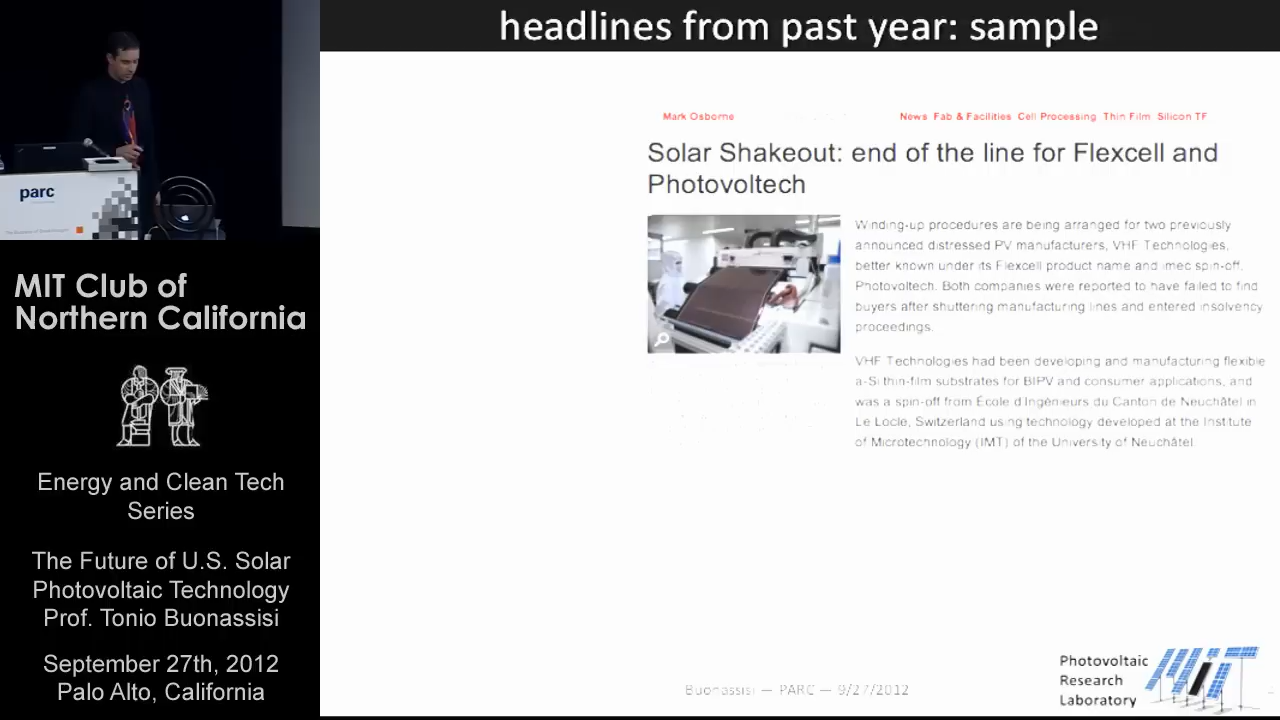 headlines from past year: sample
parc
MIT Club of
Northern California
Energy and Clean Tech
Series
The Future of U.S. Solar
Photovoltaic Technology
Prof. Tonio Buonassisi
September 27th, 2012
Palo Alto, California
Mark Osborne
News Fab & Facilities Cell Processing Thin Film Silicon TF
Solar Shakeout: end of the line for Flexcell and
Photovoltech
Winding-up procedures are being arranged for two previously
announced distressed PV manufacturers, VHF Technologies,
better known under its Flexcell product name and imec spin-off,
Photovoltech. Both companies were reported to have failed to find
buyers after shuttering manufacturing lines and entered insolvency
proceedings.
VHF Technologies had been developing and manufacturing flexible
a-Si thin-film substrates for BIPV and consumer applications, and
was a spin-off from École d'Ingénieurs du Canton de Neuchâtel in
Le Locle, Switzerland using technology developed at the Institute
of Microtechnology (IMT) of the University of Neuchâtel.
Buonassisi — PARC — 9/27/2012
Photovoltaic
Research
Laboratory
MIT